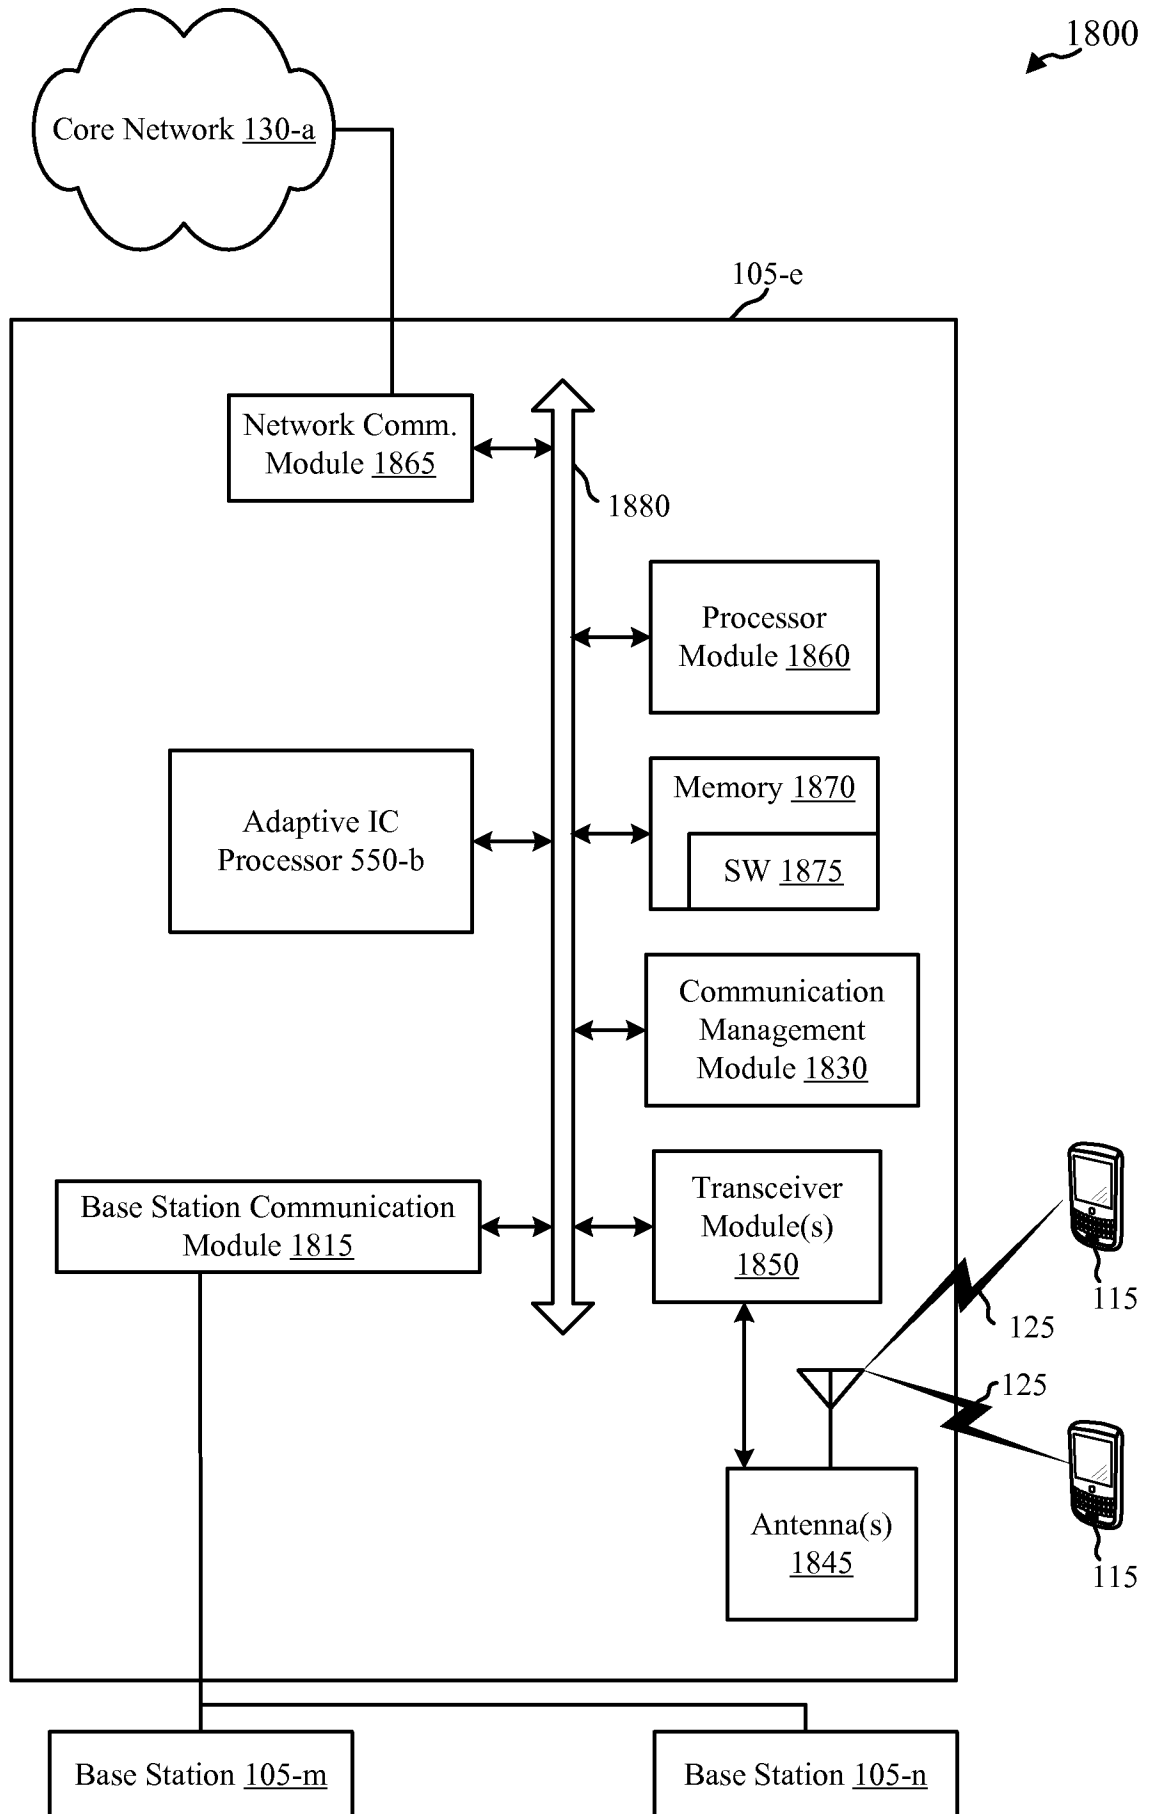 1800
Core Network 130-a
105-e
Network Comm.
Module 1865
1880
Processor
Module 1860
Memory 1870
SW 1875
Adaptive IC
Processor 550-b
Communication
Management
Module 1830
Base Station Communication
Module 1815
Transceiver
Module(s)
1850
115
125
125
Antenna(s)
1845
115
Base Station 105-m
Base Station 105-n